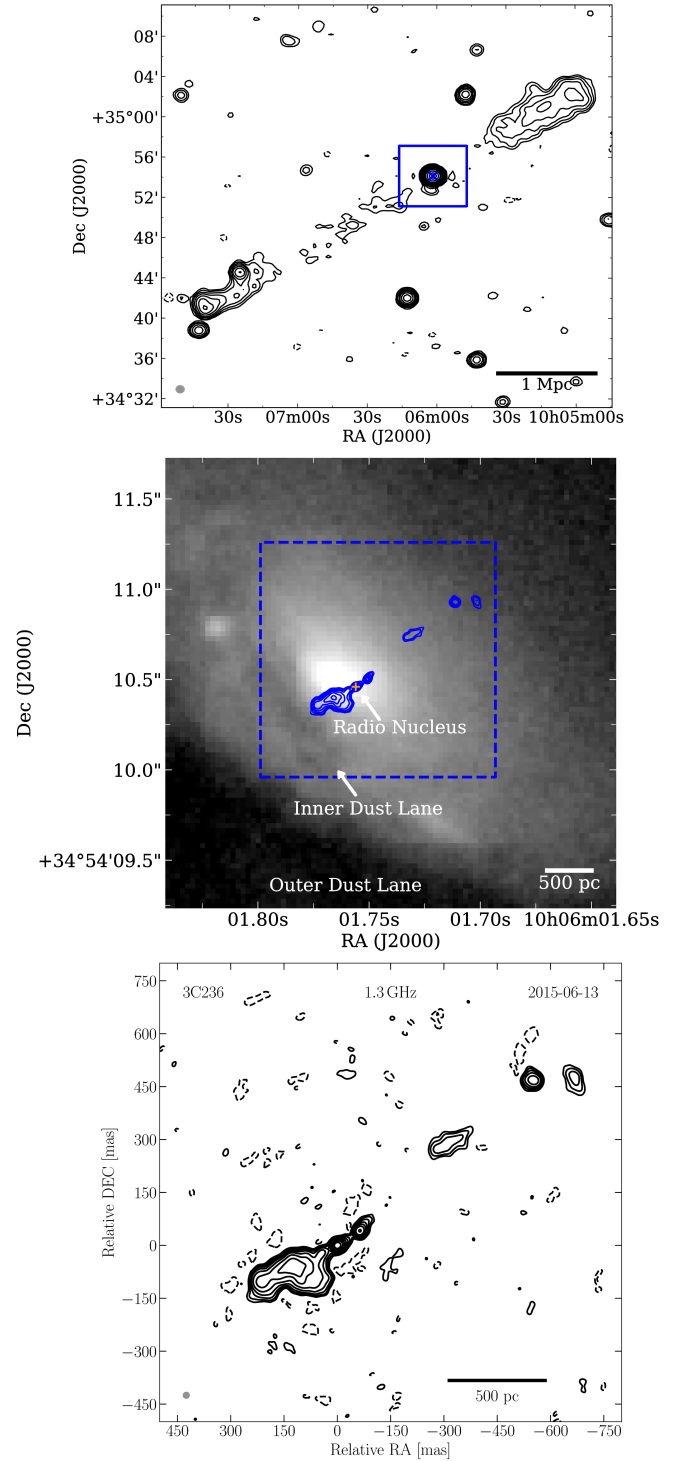 08'
04'
+35°00'
56'
52'
48'
44'
40'
36'
+34°32'
Dec (J2000)
1 Mpc
30s 07m00s 30s 06m00s 30s 10h05m00s
RA (J2000)
11.5"
11.0"
10.5"
10.0"
+34°54'09.5"
Dec (J2000)
Radio Nucleus
Inner Dust Lane
Outer Dust Lane
500 pc
01.80s 01.75s 01.70s 10h06m01.65s
RA (J2000)
3C236 1.3 GHz 2015-06-13
750
600
450
300
150
0
−150
−300
−450
Relative DEC [mas]
500 pc
450 300 150 0 −150 −300 −450 −600 −750
Relative RA [mas]